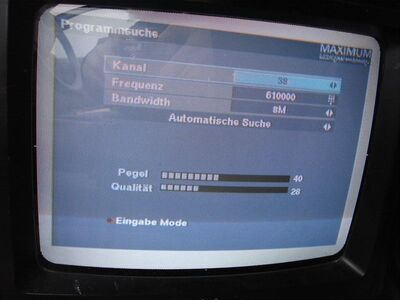 Programmsuche
MAXIMUM
Kanal 38
Frequenz 610000
Bandwidth 8M
Automatische Suche
Pegel 40
Qualität 28
Eingabe Mode